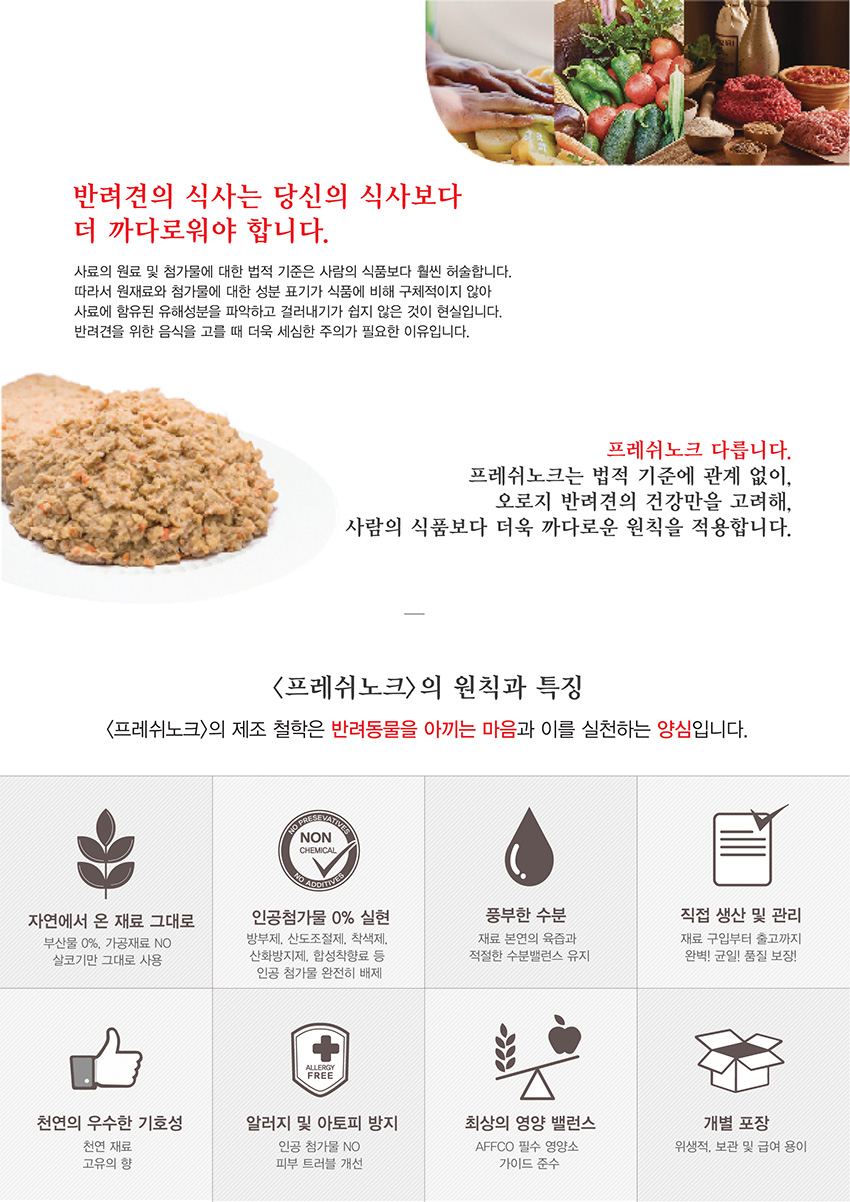 반려견의 식사는 당신의 식사보다
더 까다로워야 합니다.
사료의 원료 및 첨가물에 대한 법적 기준은 사람의 식품보다 훨씬 허술합니다.
따라서 원재료와 첨가물에 대한 성분 표기가 식품에 비해 구체적이지 않아
사료에 함유된 유해성분을 파악하고 걸러내기가 쉽지 않은 것이 현실입니다.
반려견을 위한 음식을 고를 때 더욱 세심한 주의가 필요한 이유입니다.
프레쉬노크 다릅니다.
프레쉬노크는 법적 기준에 관계 없이,
오로지 반려견의 건강만을 고려해,
사람의 식품보다 더욱 까다로운 원칙을 적용합니다.
〈프레쉬노크〉의 원칙과 특징
〈프레쉬노크〉의 제조 철학은 반려동물을 아끼는 마음과 이를 실천하는 양심입니다.
자연에서 온 재료 그대로
부산물 0%, 가공재료 NO
살코기만 그대로 사용
NO PRESEVATIVES
NON
CHEMICAL
NO ADDITIVES
인공첨가물 0% 실현
방부제, 산도조절제, 착색제,
산화방지제, 합성착향료 등
인공 첨가물 완전히 배제
풍부한 수분
재료 본연의 육즙과
적절한 수분밸런스 유지
직접 생산 및 관리
재료 구입부터 출고까지
완벽! 균일! 품질 보장!
천연의 우수한 기호성
천연 재료
고유의 향
ALLERGY
FREE
알러지 및 아토피 방지
인공 첨가물 NO
피부 트러블 개선
최상의 영양 밸런스
AFFCO 필수 영양소
가이드 준수
개별 포장
위생적, 보관 및 급여 용이